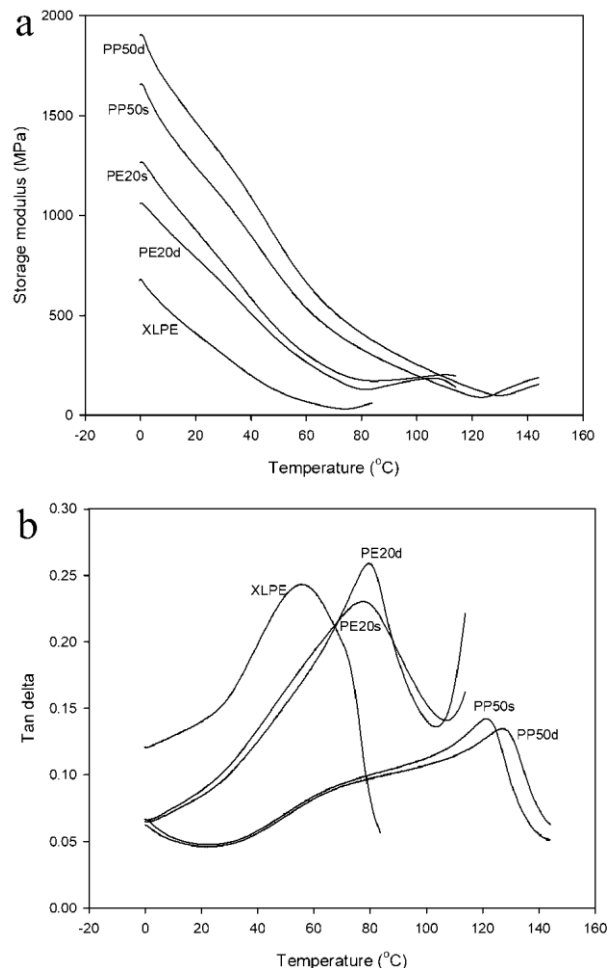 a
2000
1500
1000
500
0
Storage modulus (MPa)
PP50d
PP50s
PE20s
PE20d
XLPE
-20 0 20 40 60 80 100 120 140 160
Temperature (°C)
b
0.30
0.25
0.20
0.15
0.10
0.05
0.00
Tan delta
PE20d
XLPE
PE20s
PP50s
PP50d
-20 0 20 40 60 80 100 120 140 160
Temperature (°C)